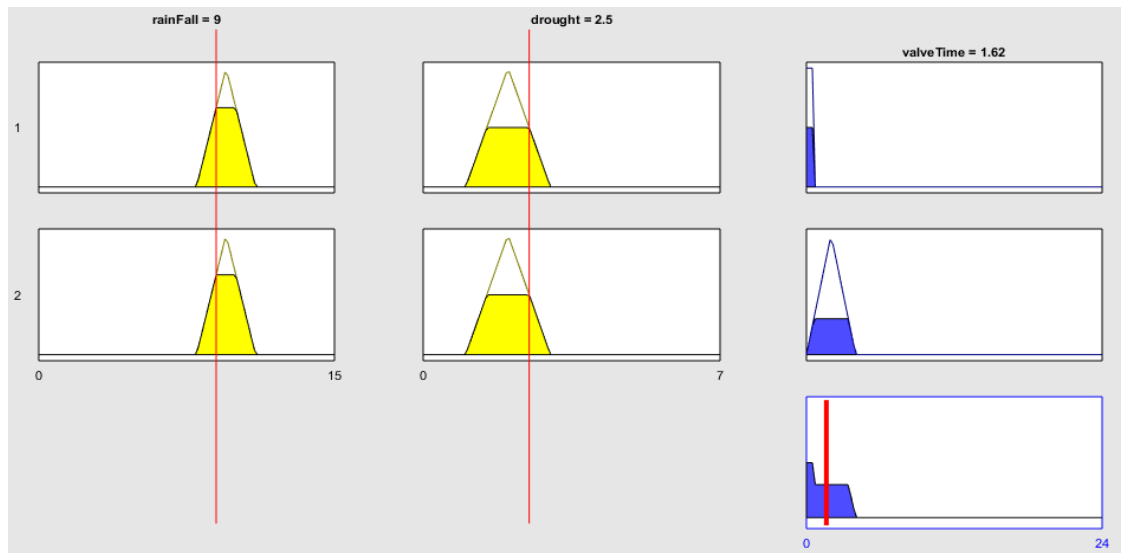 rainFall = 9
drought = 2.5
valveTime = 1.62
1
2
0
15
0
7
0
24